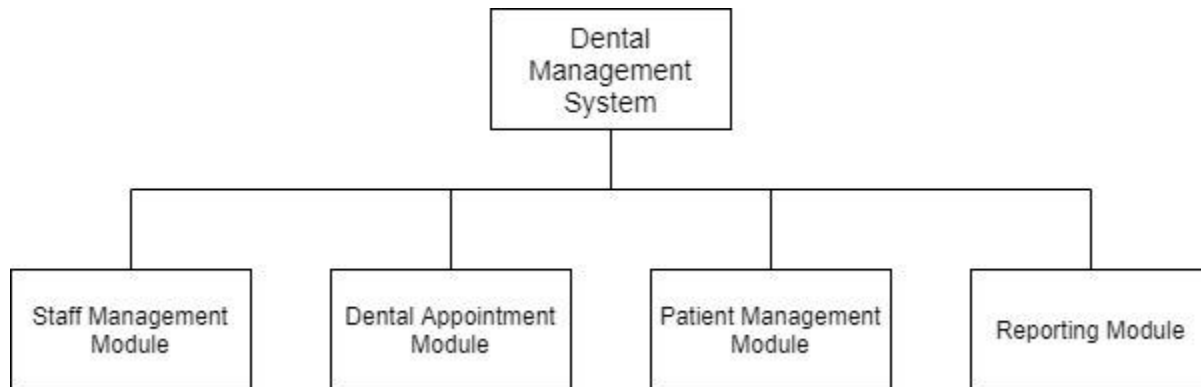 Dental
Management
System
Staff Management
Module
Dental Appointment
Module
Patient Management
Module
Reporting Module